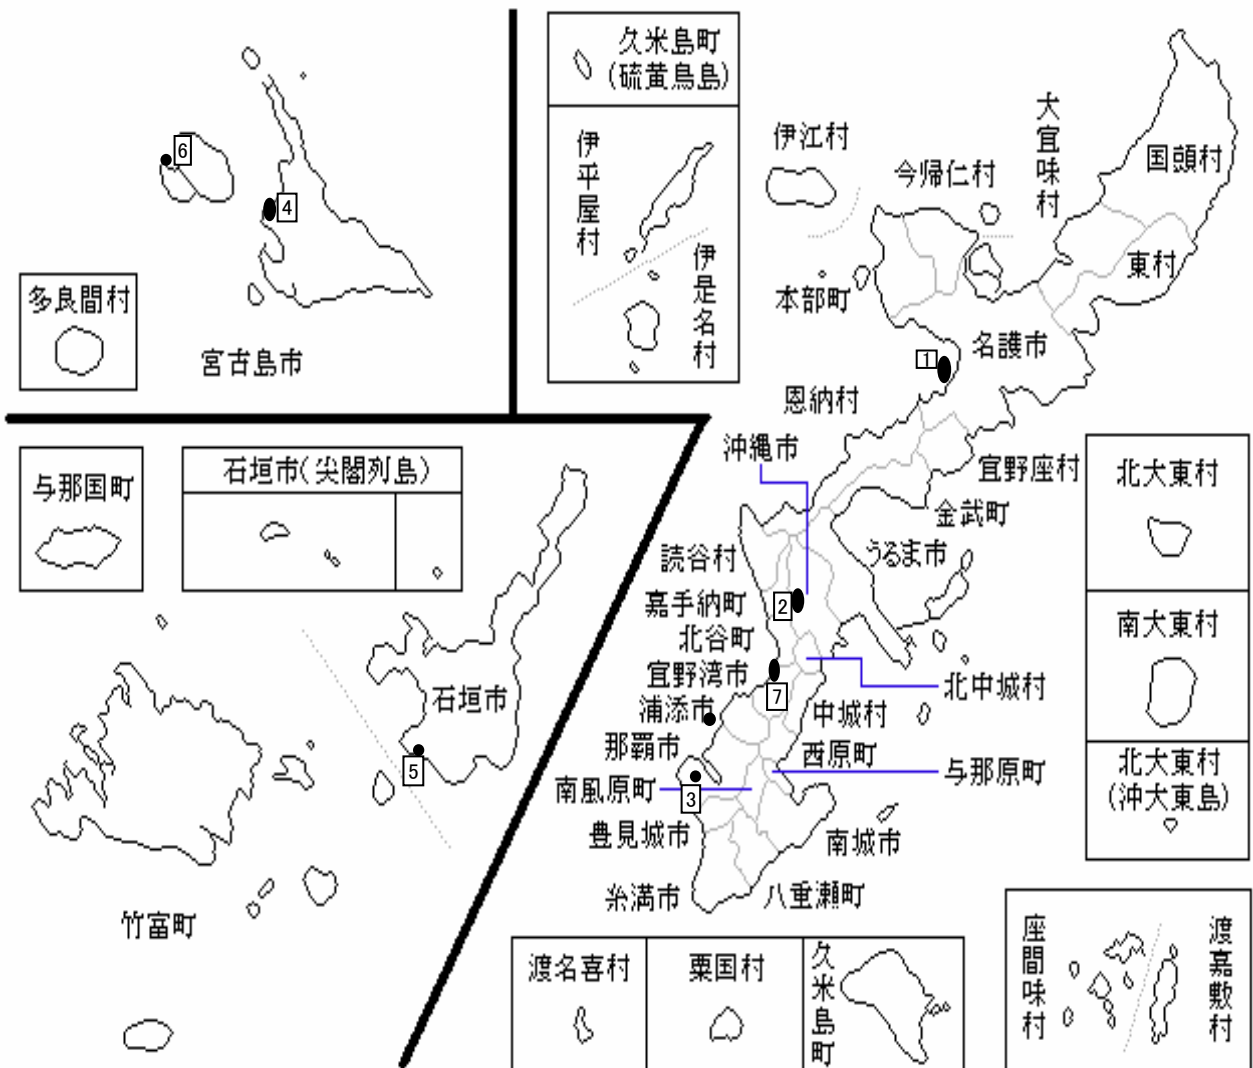 久米島町
(硫黄鳥島)
伊平屋村
伊是名村
伊江村
今帰仁村
大宜味村
国頭村
東村
本部町
名護市
1
恩納村
沖縄市
宜野座村
金武町
うるま市
読谷村
嘉手納町
2
北谷町
宜野湾市
7
北中城村
浦添市
中城村
那覇市
西原町
与那原町
南風原町
3
豊見城市
南城市
糸満市
八重瀬町
6
4
多良間村
宮古島市
与那国町
石垣市(尖閣列島)
石垣市
5
竹富町
北大東村
南大東村
北大東村
(沖大東島)
渡名喜村
粟国村
久米島町
座間味村
渡嘉敷村